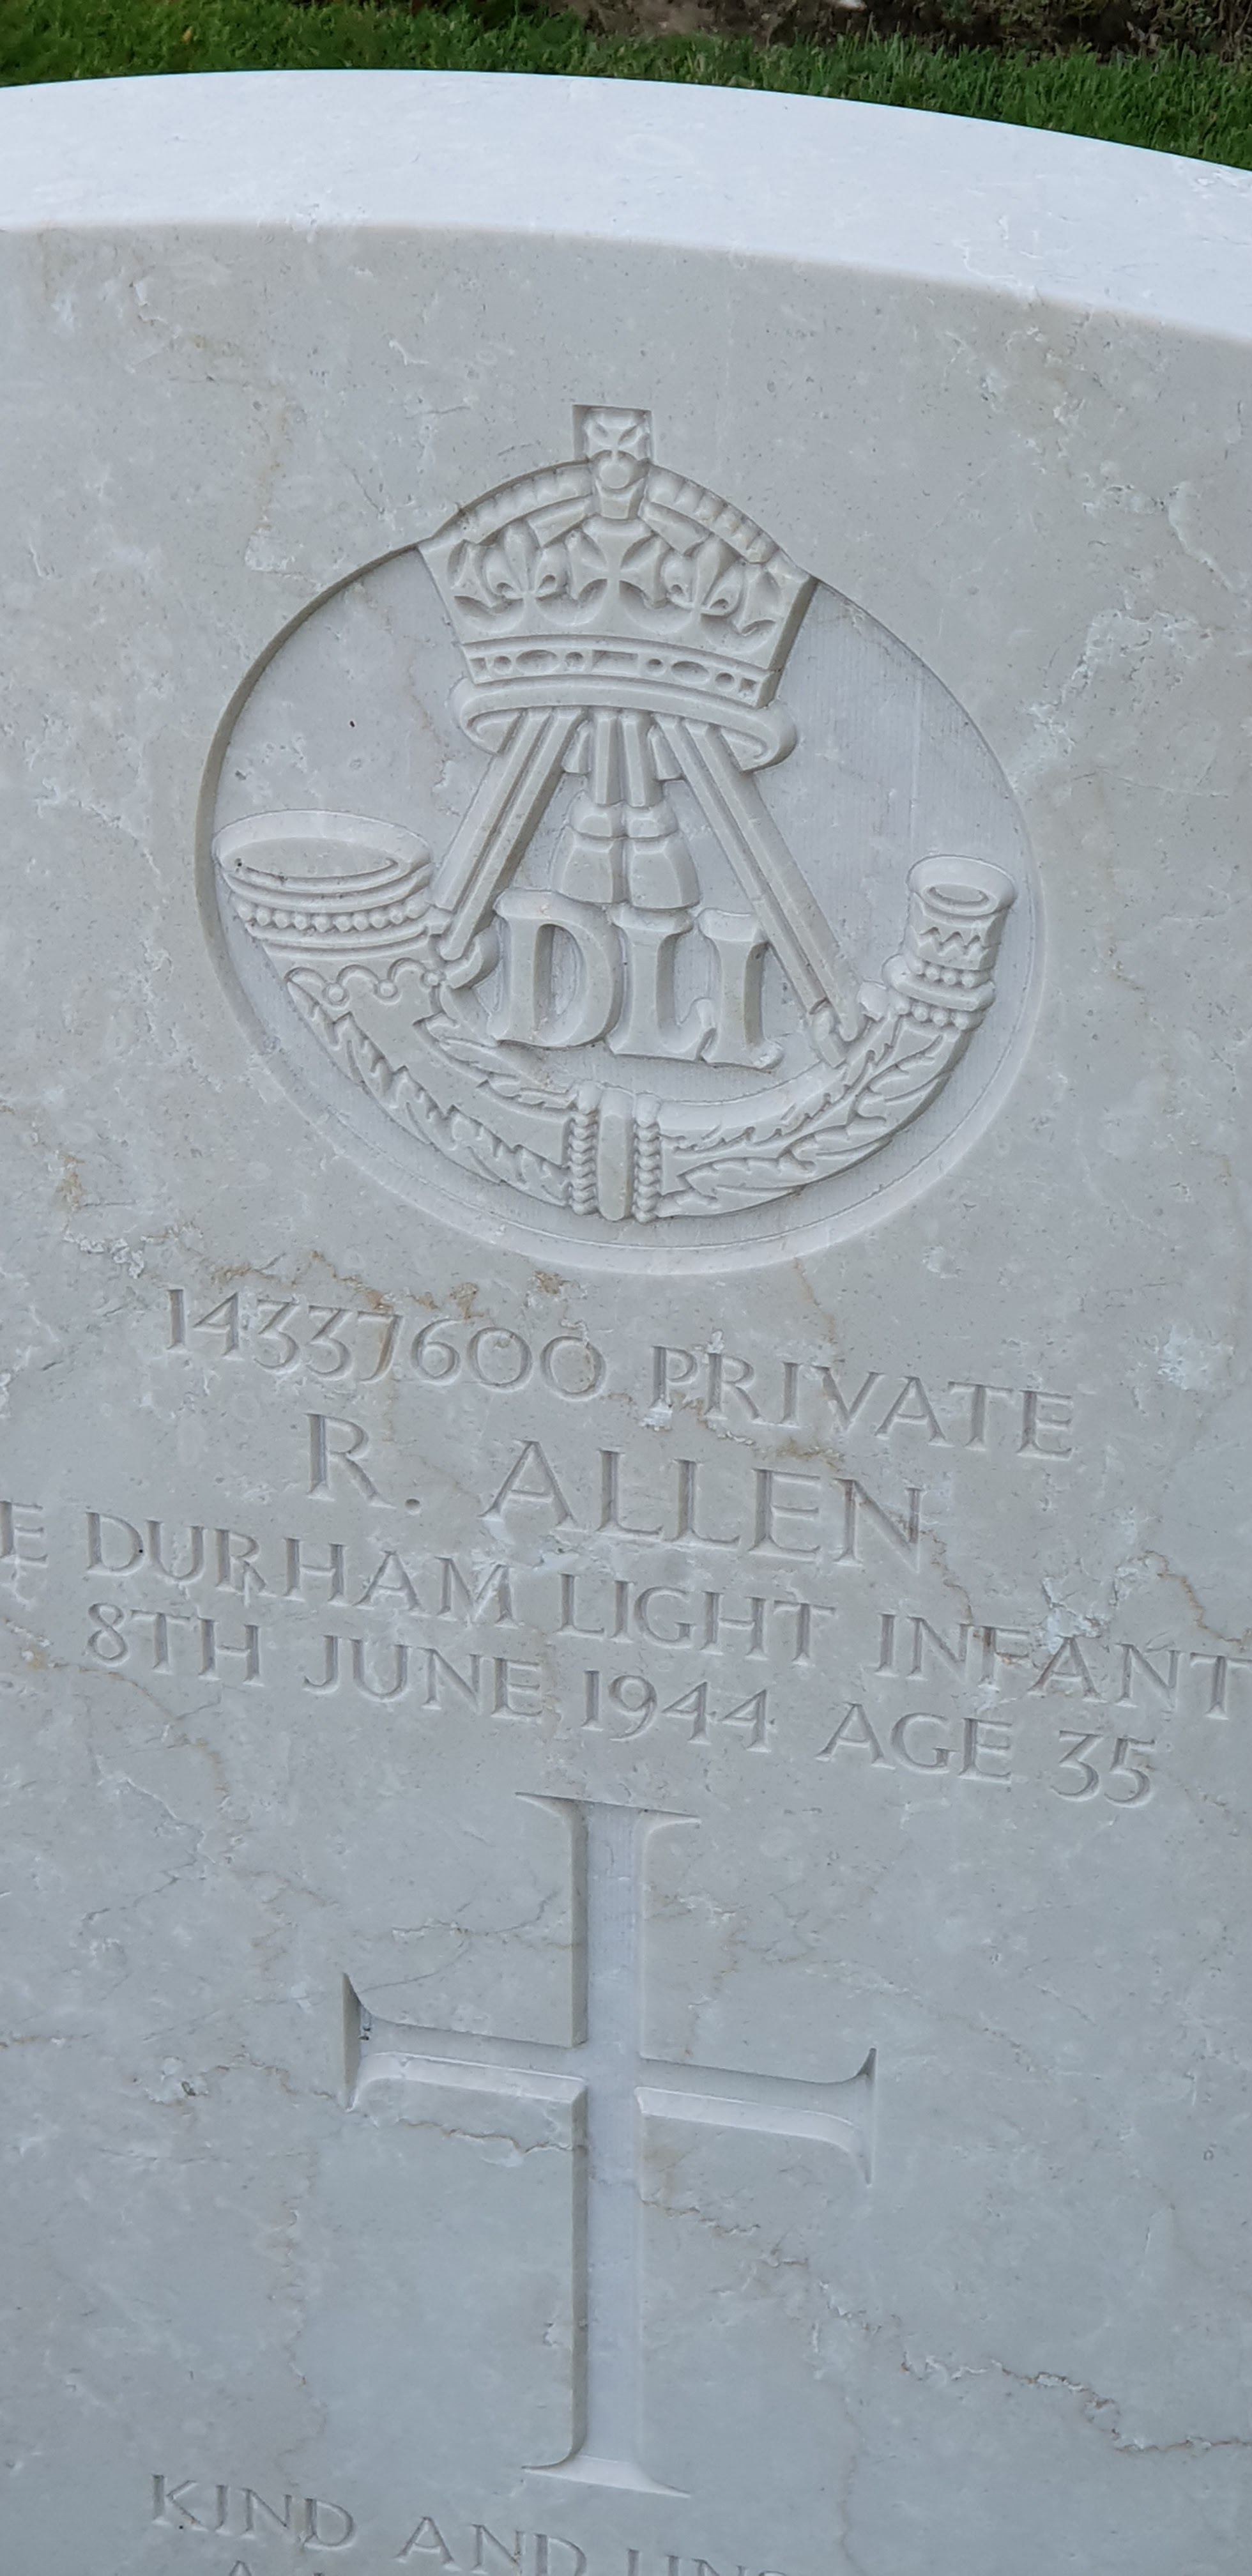 DLI
14337600 PRIVATE
R. ALLEN
E DURHAM LIGHT INFANT
8TH JUNE 1944 AGE 35
KIND AND